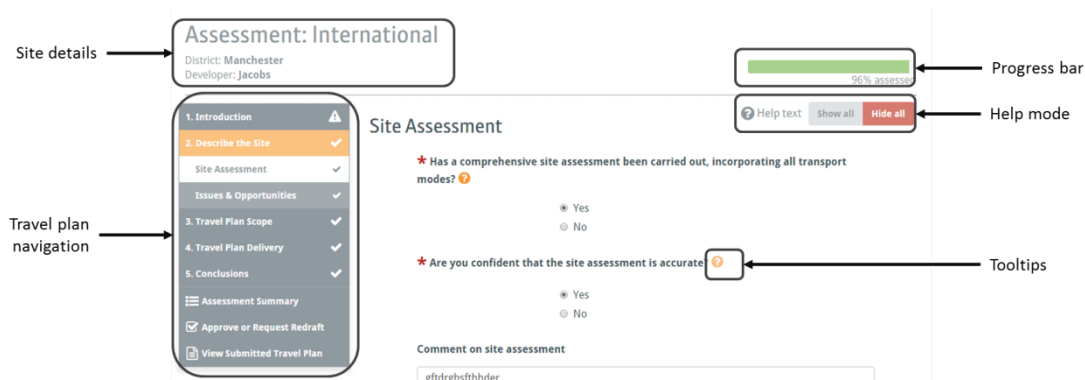 Assessment: International
Site details
District: Manchester
Developer: Jacobs
Progress bar
96% assessed
Help text Show all Hide all
Help mode
1. Introduction
2. Describe the Site
Site Assessment
Issues & Opportunities
3. Travel Plan Scope
4. Travel Plan Delivery
5. Conclusions
Assessment Summary
Approve or Request Redraft
View Submitted Travel Plan
Travel plan
navigation
Site Assessment
* Has a comprehensive site assessment been carried out, incorporating all transport
modes? ?
Yes
No
* Are you confident that the site assessment is accurate? ?
Tooltips
Yes
No
Comment on site assessment